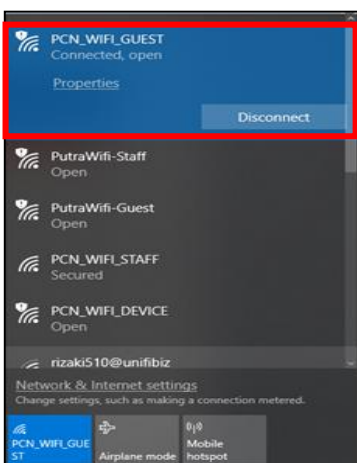 PCN_WIFI_GUEST
Connected, open
Properties
Disconnect
PutraWifi-Staff
Open
PutraWifi-Guest
Open
PCN_WIFI_STAFF
Secured
PCN_WIFI_DEVICE
Open
rizaki510@unifibiz
Network & Internet settings
Change settings, such as making a connection metered.
PCN_WIFI_GUE
ST
Airplane mode
Mobile
hotspot